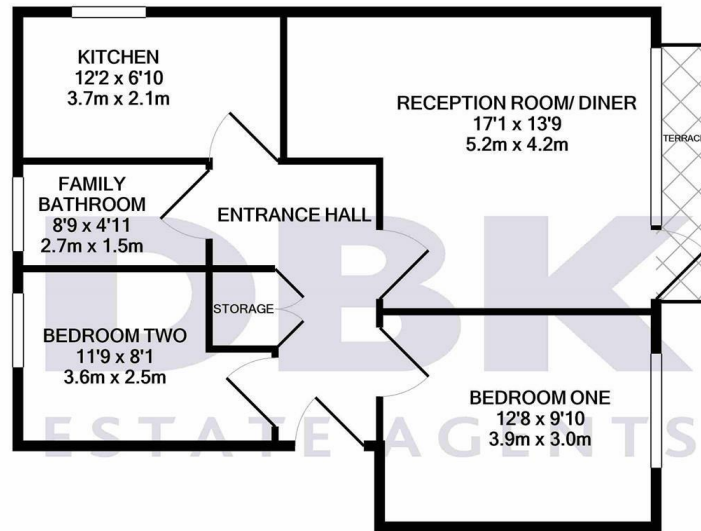 KITCHEN
12'2 x 6'10
3.7m x 2.1m
RECEPTION ROOM/ DINER
17'1 x 13'9
5.2m x 4.2m
TERRACE
FAMILY
BATHROOM
8'9 x 4'11
2.7m x 1.5m
ENTRANCE HALL
STORAGE
BEDROOM TWO
11'9 x 8'1
3.6m x 2.5m
BEDROOM ONE
12'8 x 9'10
3.9m x 3.0m
DBK
ESTATE AGENTS